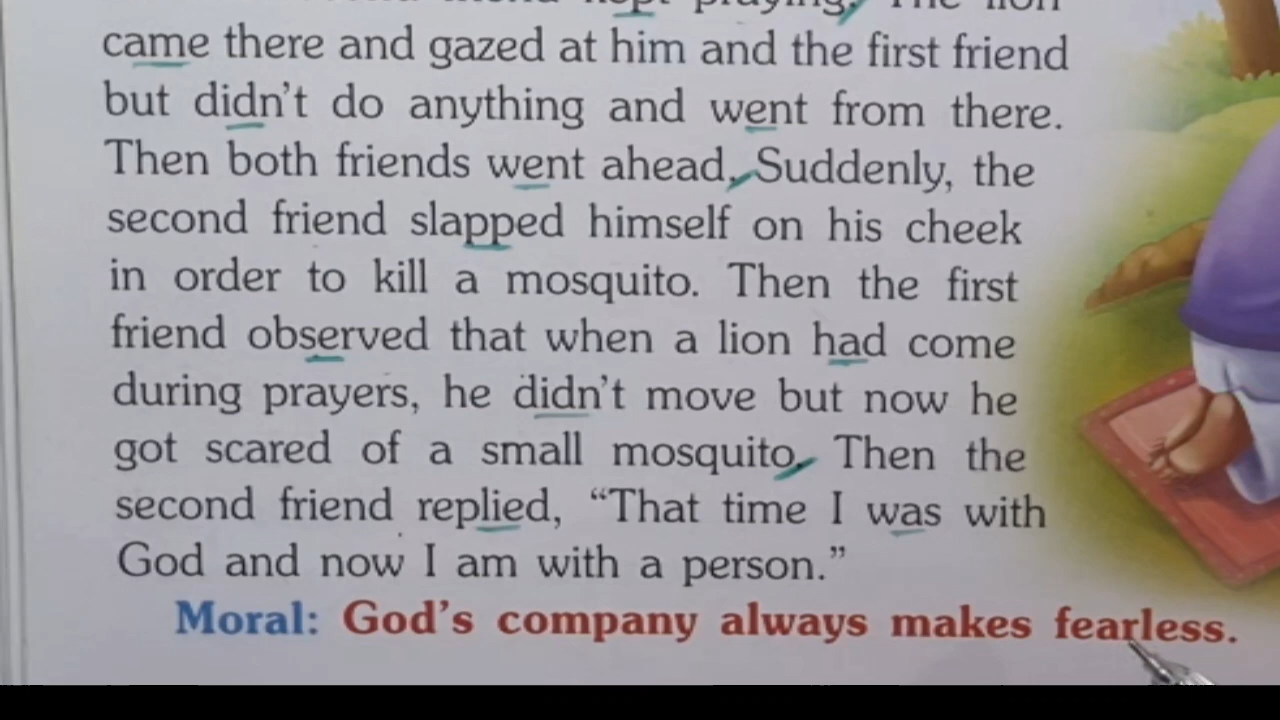 kept praying. The lion
came there and gazed at him and the first friend
but didn't do anything and went from there.
Then both friends went ahead. Suddenly, the
second friend slapped himself on his cheek
in order to kill a mosquito. Then the first
friend observed that when a lion had come
during prayers, he didn't move but now he
got scared of a small mosquito. Then the
second friend replied, “That time I was with
God and now I am with a person.”
Moral: God's company always makes fearless.